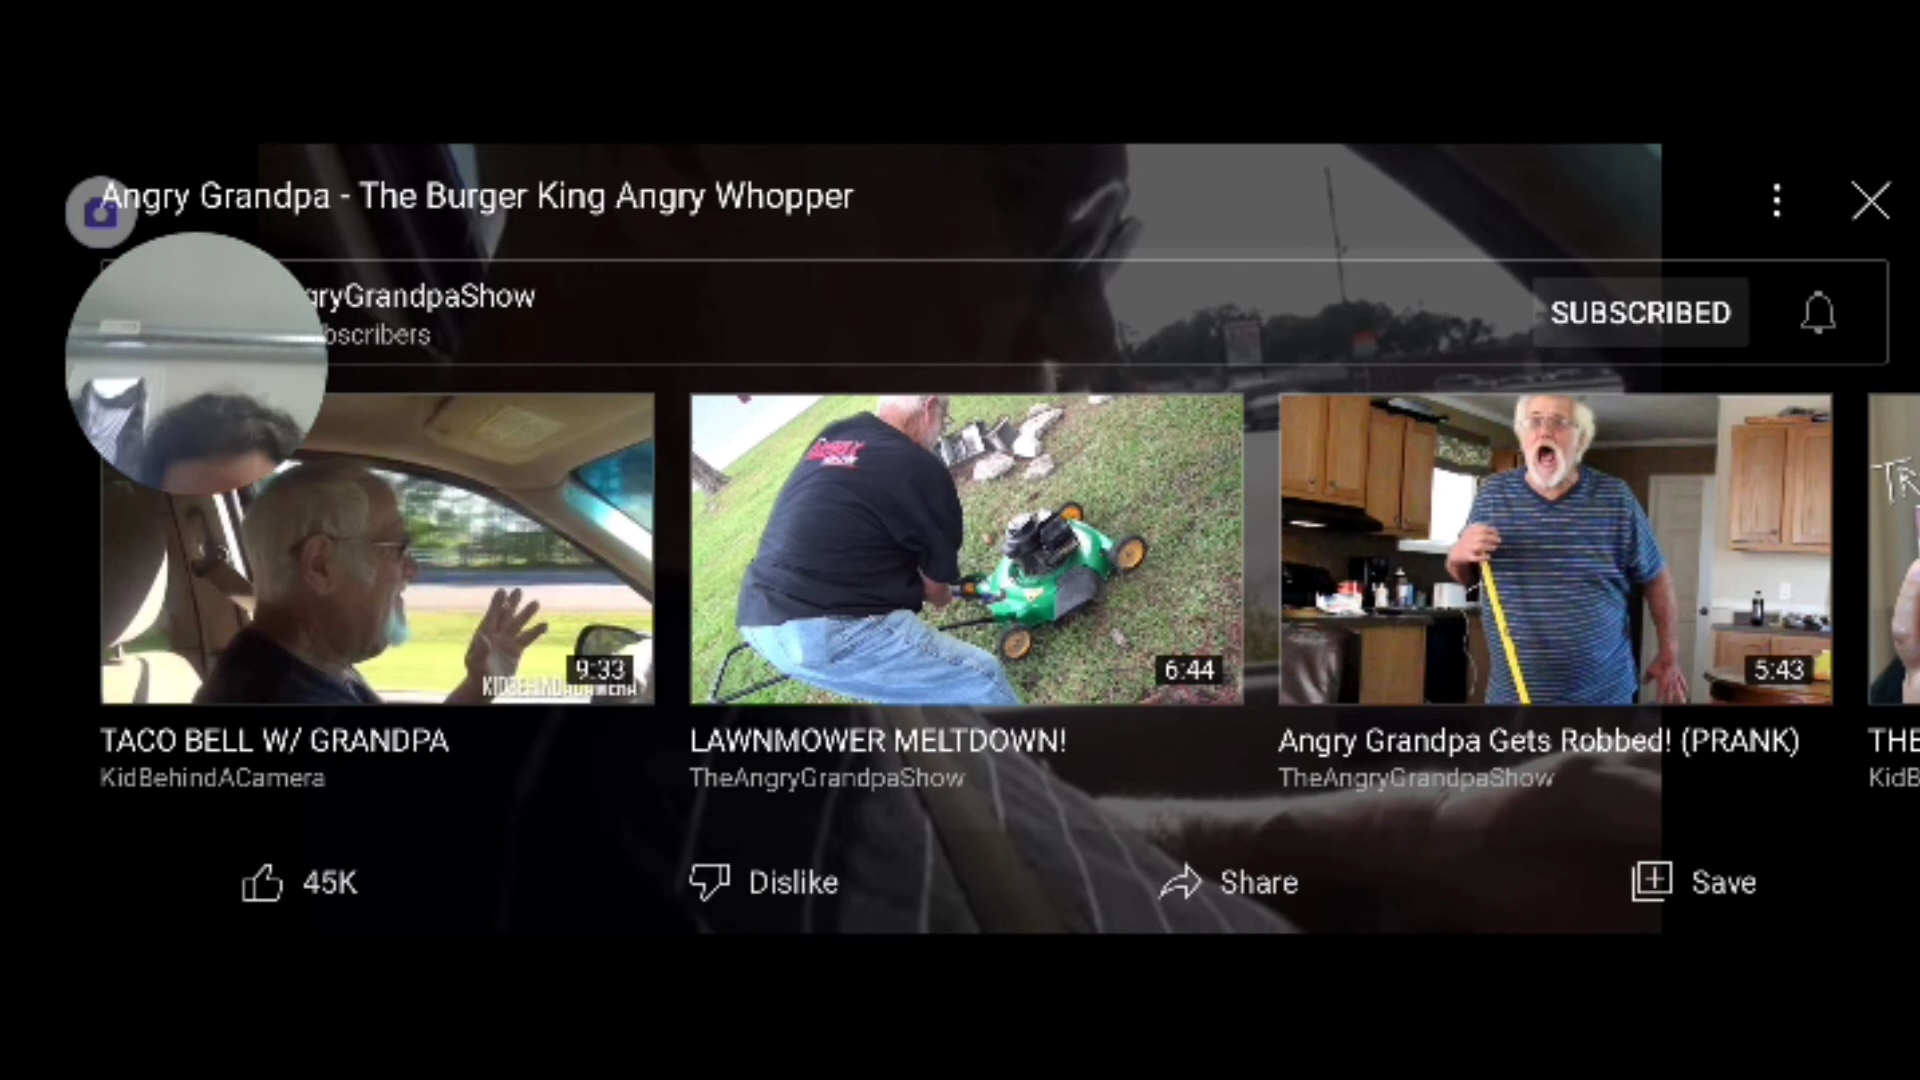 Angry Grandpa - The Burger King Angry Whopper
gryGrandpaShow
bscribers
SUBSCRIBED
9:33
KIDBEHINDACAMERA
6:44
5:43
TACO BELL W/ GRANDPA
LAWNMOWER MELTDOWN!
Angry Grandpa Gets Robbed! (PRANK)
THE
KidBehindACamera
TheAngryGrandpaShow
TheAngryGrandpaShow
KidB
45K
Dislike
Share
Save